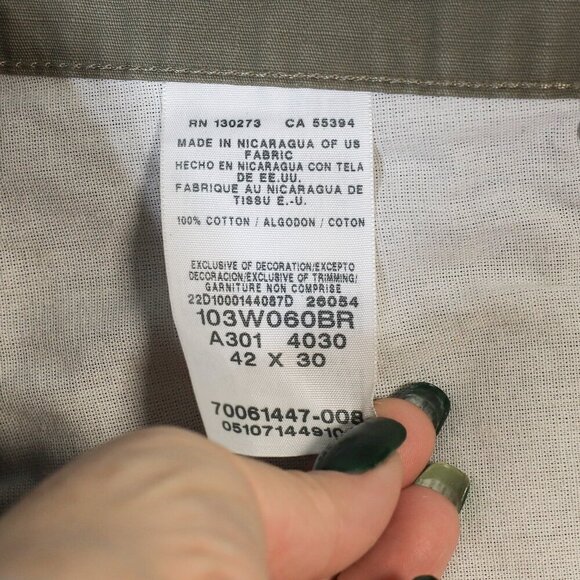 RN 130273 CA 55394
MADE IN NICARAGUA OF US
FABRIC
HECHO EN NICARAGUA CON TELA
DE EE.UU.
FABRIQUE AU NICARAGUA DE
TISSU E.-U.
100% COTTON / ALGODON / COTON
EXCLUSIVE OF DECORATION/EXCEPTO
DECORACION/EXCLUSIVE OF TRIMMING/
GARNITURE NON COMPRISE
22D1000144087D 26054
103W060BR
A301 4030
42 X 30
70061447-008
051071449